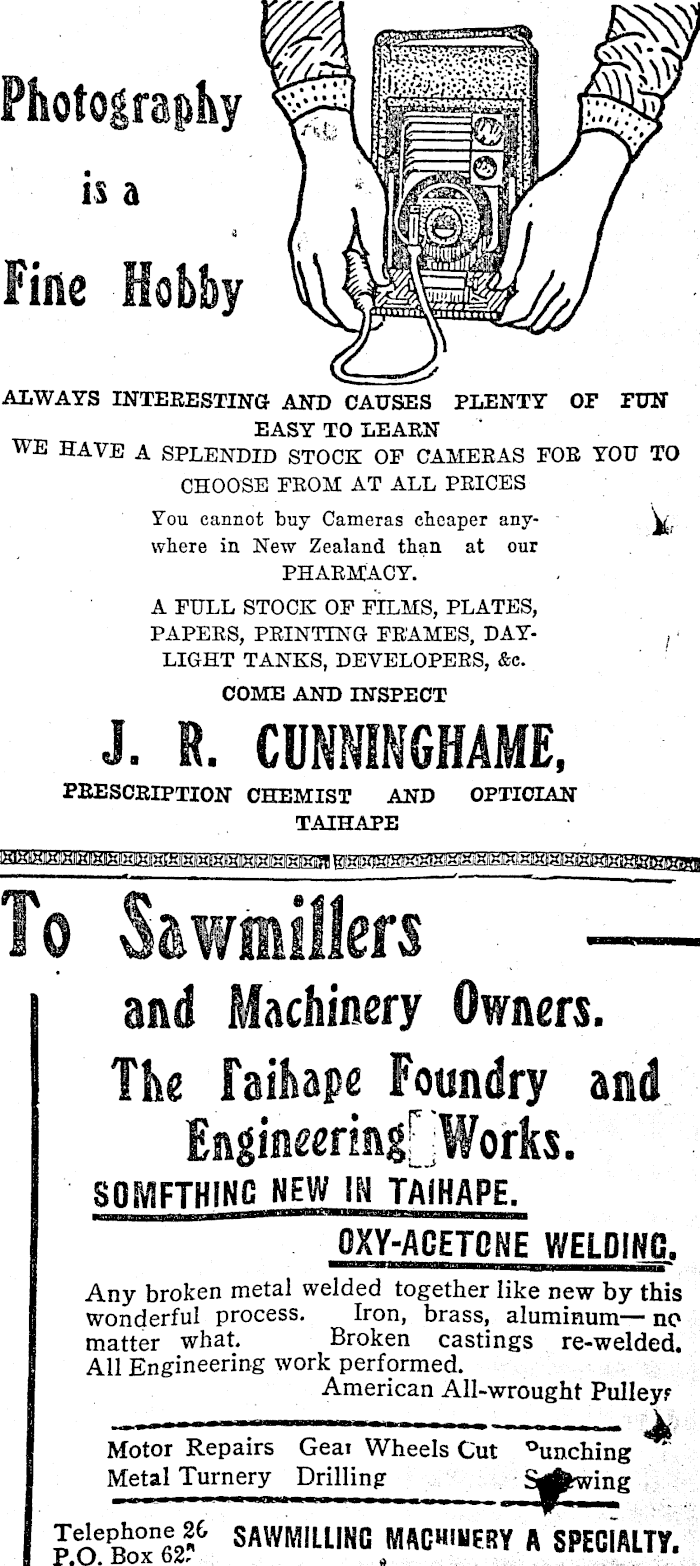 Photography
is a
Fine Hobby
ALWAYS INTERESTING AND CAUSES PLENTY OF FUN
EASY TO LEARN
WE HAVE A SPLENDID STOCK OF CAMERAS FOR YOU TO
CHOOSE FROM AT ALL PRICES
You cannot buy Cameras cheaper any-
where in New Zealand than at our
PHARMACY.
A FULL STOCK OF FILMS, PLATES,
PAPERS, PRINTING FRAMES, DAY-
LIGHT TANKS, DEVELOPERS, &c.
COME AND INSPECT
J. R. CUNNINGHAME,
PRESCRIPTION CHEMIST AND OPTICIAN
TAIHAPE
To Sawmillers
and Machinery Owners.
The Taihape Foundry and
Engineering Works.
SOMETHING NEW IN TAIHAPE.
OXY-ACETONE WELDING.
Any broken metal welded together like new by this
wonderful process. Iron, brass, aluminum— no
matter what. Broken castings re-welded.
All Engineering work performed.
American All-wrought Pulleys
Motor Repairs Gear Wheels Cut Punching
Metal Turnery Drilling
Telephone 26
P.O. Box 62.
SAWMILLING MACHINERY A SPECIALTY.